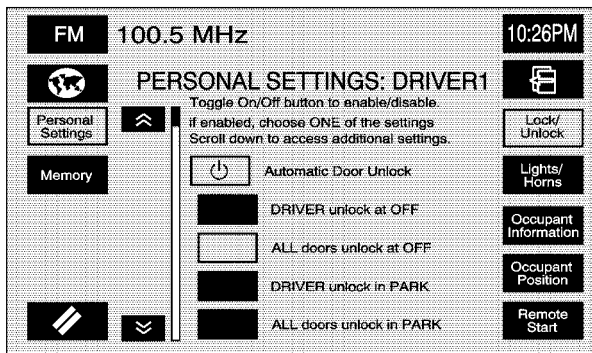 FM 100.5 MHz 10:26PM
PERSONAL SETTINGS: DRIVER1
Toggle On/Off button to enable/disable.
if enabled, choose ONE of the settings
Scroll down to access additional settings.
Personal
Settings
Memory
Automatic Door Unlock
DRIVER unlock at OFF
ALL doors unlock at OFF
DRIVER unlock in PARK
ALL doors unlock in PARK
Lock/
Unlock
Lights/
Horns
Occupant
Information
Occupant
Position
Remote
Start